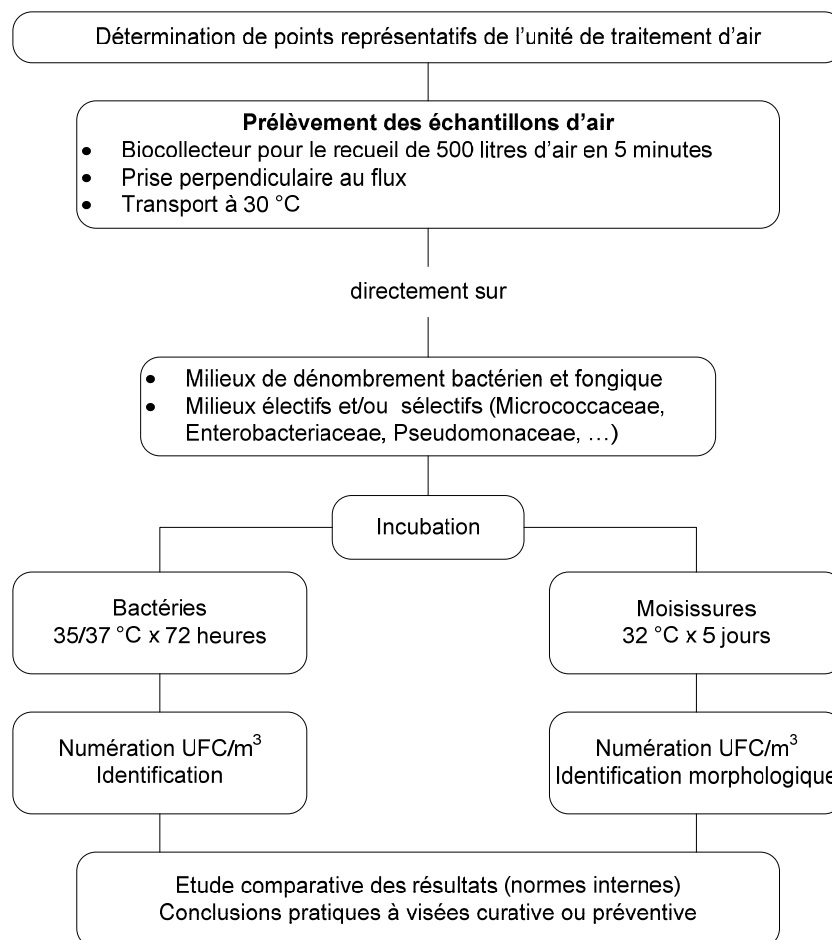 Détermination de points représentatifs de l'unité de traitement d'air
Prélèvement des échantillons d'air
• Biocollecteur pour le recueil de 500 litres d'air en 5 minutes
• Prise perpendiculaire au flux
• Transport à 30 °C
directement sur
• Milieux de dénombrement bactérien et fongique
• Milieux électifs et/ou sélectifs (Micrococcaceae,
Enterobacteriaceae, Pseudomonaceae, …)
Incubation
Bactéries
35/37 °C x 72 heures
Moisissures
32 °C x 5 jours
Numération UFC/m³
Identification
Numération UFC/m³
Identification morphologique
Etude comparative des résultats (normes internes)
Conclusions pratiques à visées curative ou préventive